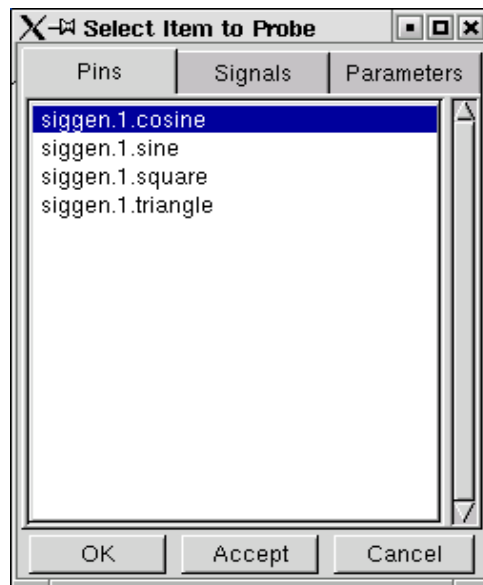 Select Item to Probe
Pins Signals Parameters
siggen.1.cosine
siggen.1.sine
siggen.1.square
siggen.1.triangle
OK Accept Cancel